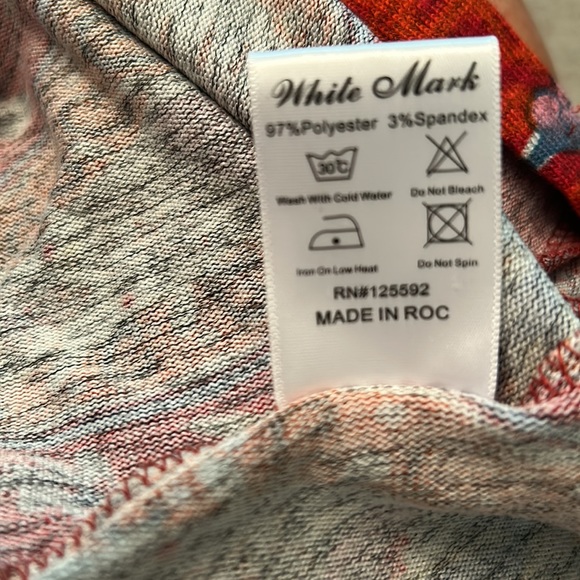 White Mark
97%Polyester 3%Spandex
30℃
Wash With Cold Water Do Not Bleach
Iron On Low Heat Do Not Spin
RN#125592
MADE IN ROC